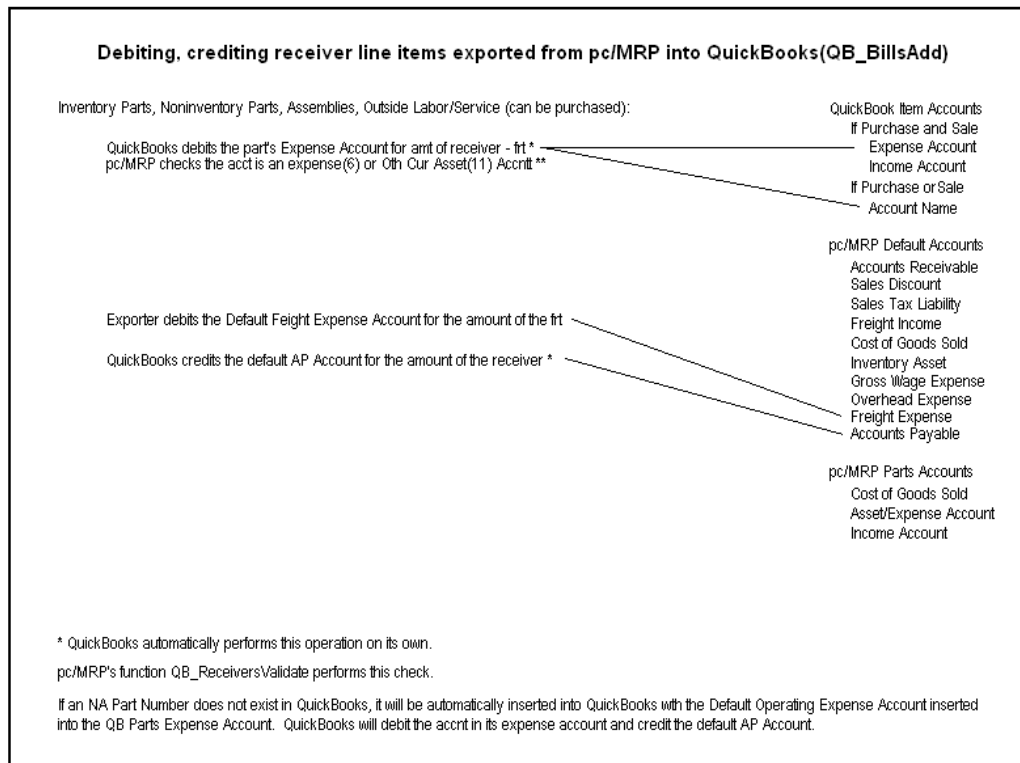 Debiting, crediting receiver line items exported from pc/MRP into QuickBooks(QB_BillsAdd)
Inventory Parts, Noninventory Parts, Assemblies, Outside Labor/Service (can be purchased):
QuickBooks debits the part's Expense Account for amt of receiver - frt *
pc/MRP checks the acct is an expense(6) or Oth Cur Asset(11) Accntt **
Exporter debits the Default Feight Expense Account for the amount of the frt
QuickBooks credits the default AP Account for the amount of the receiver *
QuickBook Item Accounts
If Purchase and Sale
Expense Account
Income Account
If Purchase or Sale
Account Name
pc/MRP Default Accounts
Accounts Receivable
Sales Discount
Sales Tax Liability
Freight Income
Cost of Goods Sold
Inventory Asset
Gross Wage Expense
Overhead Expense
Freight Expense
Accounts Payable
pc/MRP Parts Accounts
Cost of Goods Sold
Asset/Expense Account
Income Account
* QuickBooks automatically performs this operation on its own.
pc/MRP's function QB_ReceiversValidate performs this check.
If an NA Part Number does not exist in QuickBooks, it will be automatically inserted into QuickBooks wth the Default Operating Expense Account inserted
into the QB Parts Expense Account.  QuickBooks will debit the accnt in its expense account and credit the default AP Account.